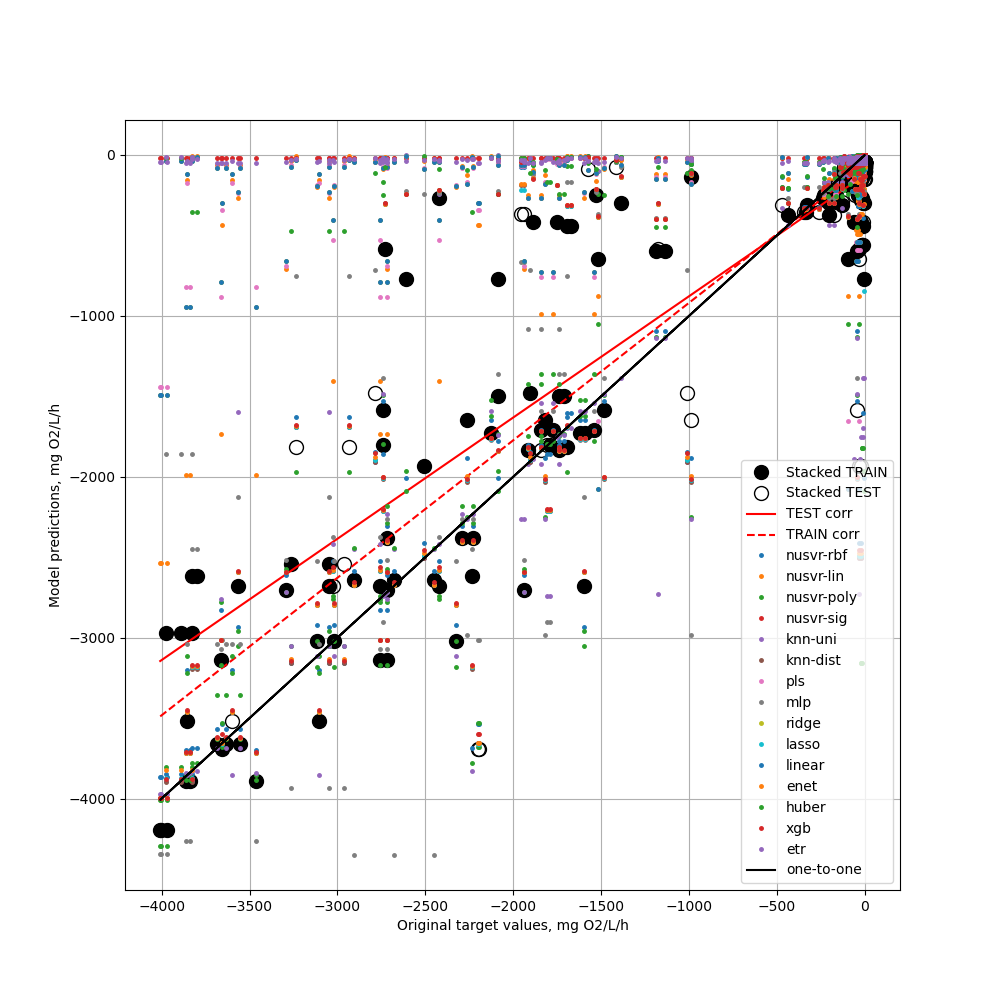 0
−1000
−2000
−3000
−4000
Model predictions, mg O2/L/h
−4000 −3500 −3000 −2500 −2000 −1500 −1000 −500 0
Original target values, mg O2/L/h
Stacked TRAIN
Stacked TEST
TEST corr
TRAIN corr
nusvr-rbf
nusvr-lin
nusvr-poly
nusvr-sig
knn-uni
knn-dist
pls
mlp
ridge
lasso
linear
enet
huber
xgb
etr
one-to-one